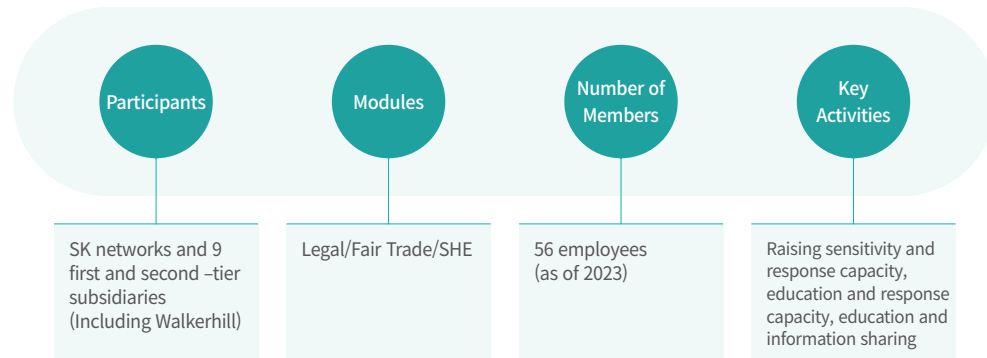 Participants
Modules
Number of
Members
Key
Activities
SK networks and 9
first and second –tier
subsidiaries
(Including Walkerhill)
Legal/Fair Trade/SHE
56 employees
(as of 2023)
Raising sensitivity and
response capacity,
education and response
capacity, education and
information sharing